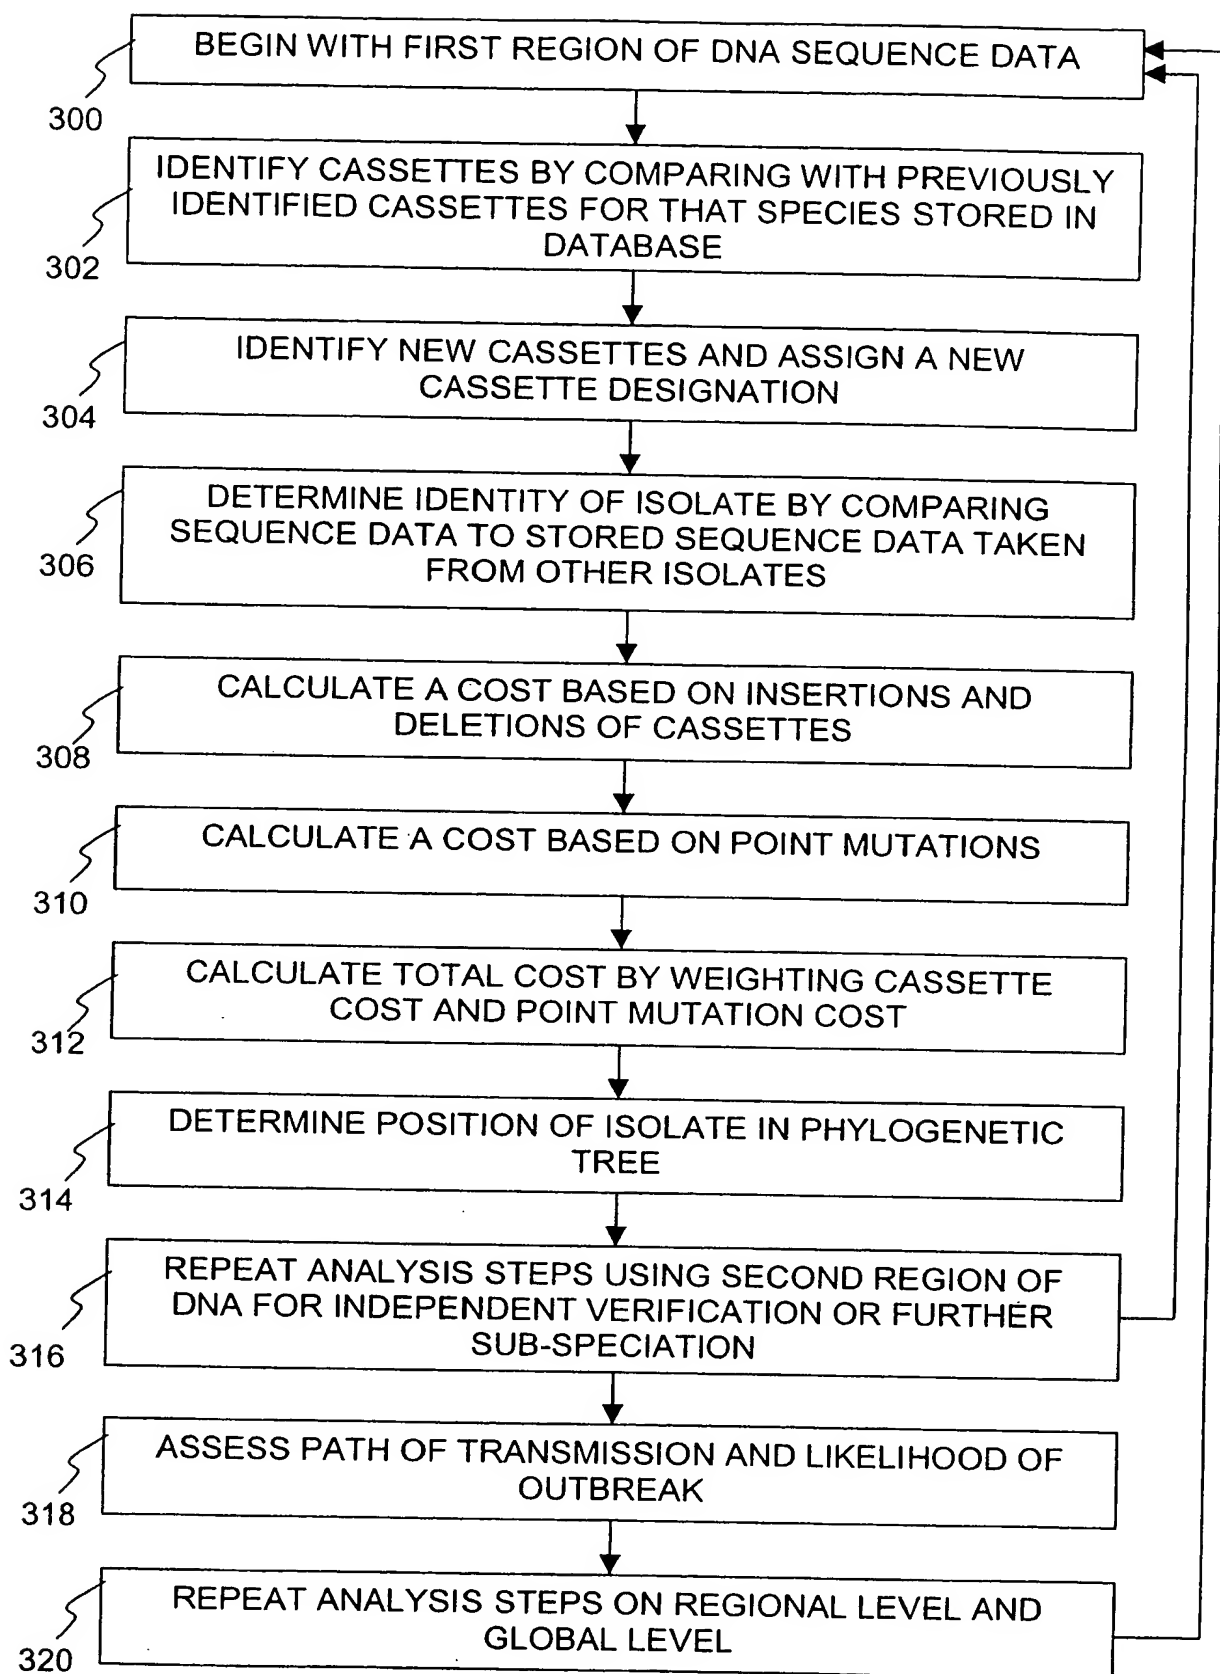 BEGIN WITH FIRST REGION OF DNA SEQUENCE DATA
300
IDENTIFY CASSETTES BY COMPARING WITH PREVIOUSLY
IDENTIFIED CASSETTES FOR THAT SPECIES STORED IN
DATABASE
302
IDENTIFY NEW CASSETTES AND ASSIGN A NEW
CASSETTE DESIGNATION
304
DETERMINE IDENTITY OF ISOLATE BY COMPARING
SEQUENCE DATA TO STORED SEQUENCE DATA TAKEN
FROM OTHER ISOLATES
306
CALCULATE A COST BASED ON INSERTIONS AND
DELETIONS OF CASSETTES
308
CALCULATE A COST BASED ON POINT MUTATIONS
310
CALCULATE TOTAL COST BY WEIGHTING CASSETTE
COST AND POINT MUTATION COST
312
DETERMINE POSITION OF ISOLATE IN PHYLOGENETIC
TREE
314
REPEAT ANALYSIS STEPS USING SECOND REGION OF
DNA FOR INDEPENDENT VERIFICATION OR FURTHER
SUB-SPECIATION
316
ASSESS PATH OF TRANSMISSION AND LIKELIHOOD OF
OUTBREAK
318
REPEAT ANALYSIS STEPS ON REGIONAL LEVEL AND
GLOBAL LEVEL
320